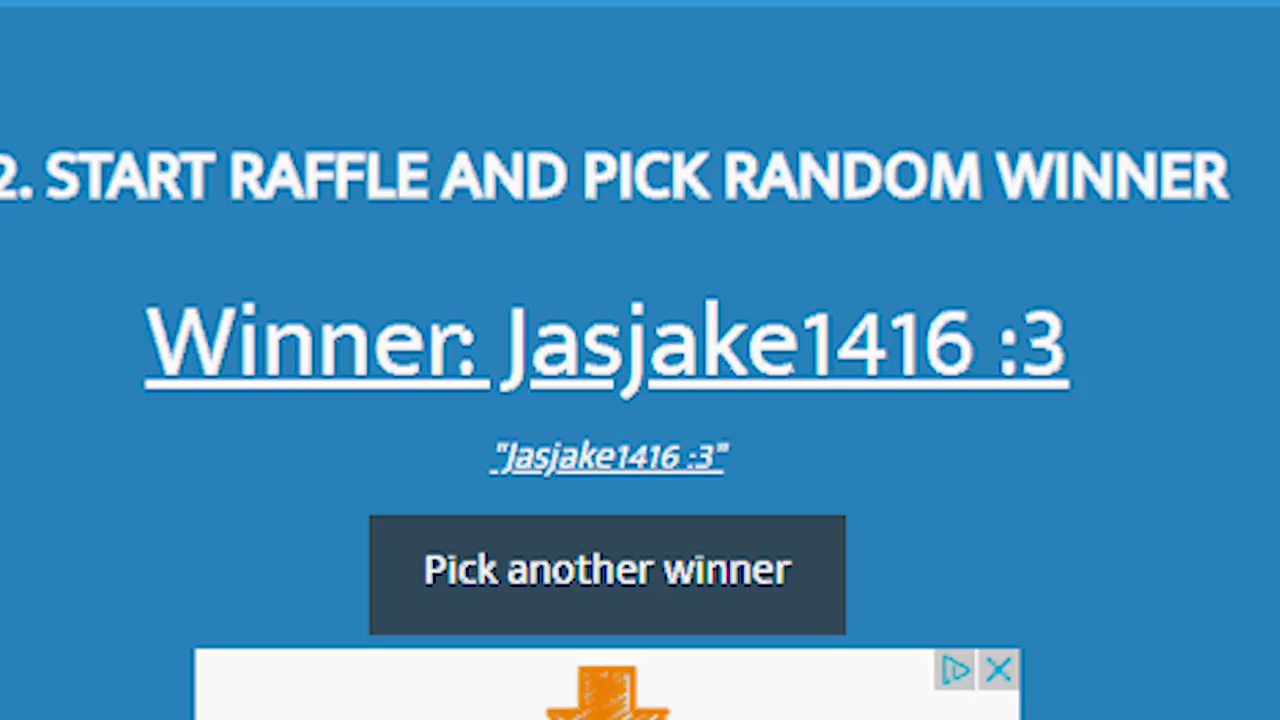 2. START RAFFLE AND PICK RANDOM WINNER
Winner: Jasjake1416 :3
"Jasjake1416 :3"
Pick another winner